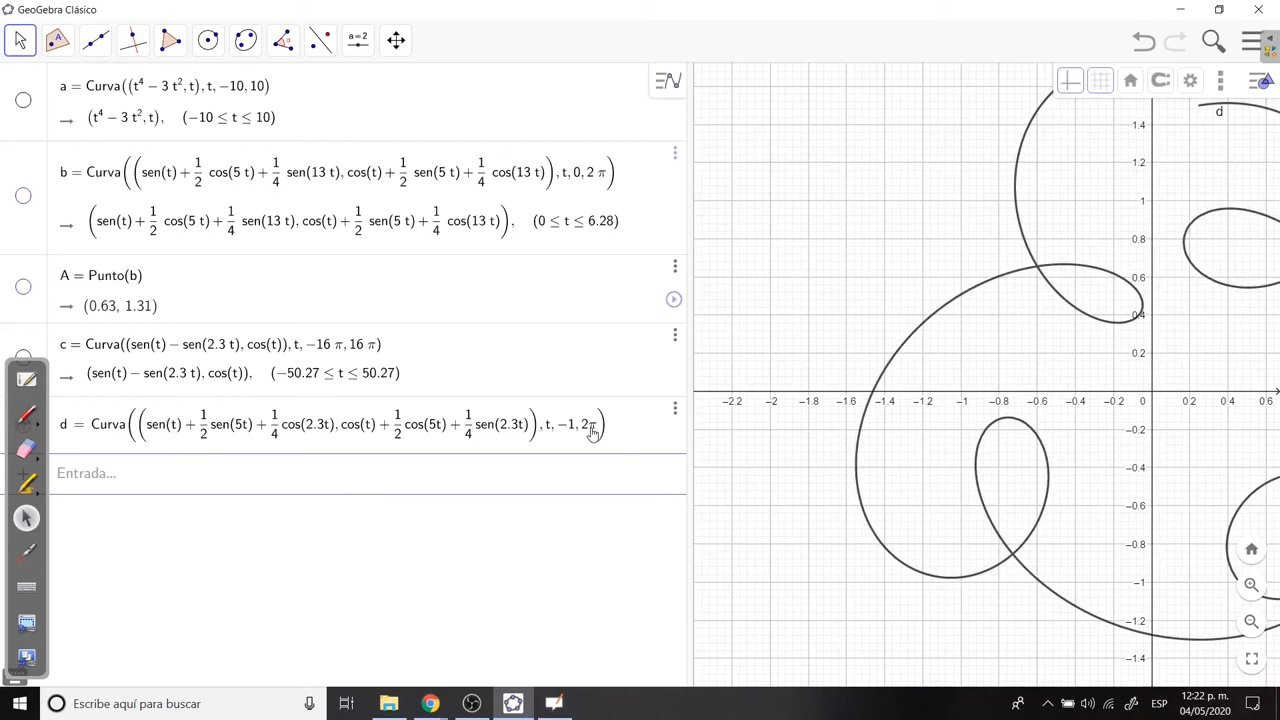 GeoGebra Clásico
a = 2
a = Curva((t⁴ − 3 t², t), t, −10, 10)
→ (t⁴ − 3 t², t), (−10 ≤ t ≤ 10)
b = Curva((sen(t) + 1/2 cos(5 t) + 1/4 sen(13 t), cos(t) + 1/2 sen(5 t) + 1/4 cos(13 t)), t, 0, 2 π)
→ (sen(t) + 1/2 cos(5 t) + 1/4 sen(13 t), cos(t) + 1/2 sen(5 t) + 1/4 cos(13 t)), (0 ≤ t ≤ 6.28)
A = Punto(b)
→ (0.63, 1.31)
c = Curva((sen(t) − sen(2.3 t), cos(t)), t, −16 π, 16 π)
→ (sen(t) − sen(2.3 t), cos(t)), (−50.27 ≤ t ≤ 50.27)
d = Curva((sen(t) + 1/2 sen(5t) + 1/4 cos(2.3t), cos(t) + 1/2 cos(5t) + 1/4 sen(2.3t)), t, −1, 2π)
Entrada...
d
1.4
1.2
1
0.8
0.6
0.4
0.2
−2.2 −2 −1.8 −1.6 −1.4 −1.2 −1 −0.8 −0.6 −0.4 −0.2 0 0.2 0.4 0.6
−0.2
−0.4
−0.6
−0.8
−1
−1.2
−1.4
Escribe aquí para buscar
ESP
12:22 p. m.
04/05/2020